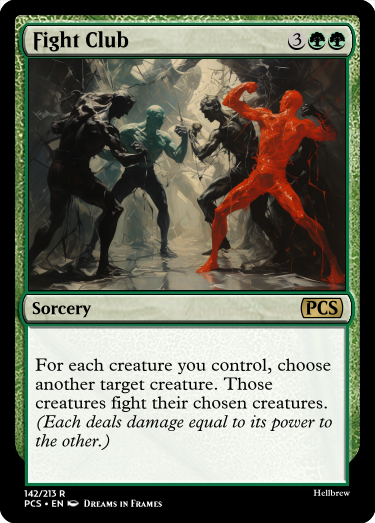 Fight Club 3
Sorcery PCS
For each creature you control, choose
another target creature. Those
creatures fight their chosen creatures.
(Each deals damage equal to its power to
the other.)
142/213 R Hellbrew
PCS • EN DREAMS IN FRAMES